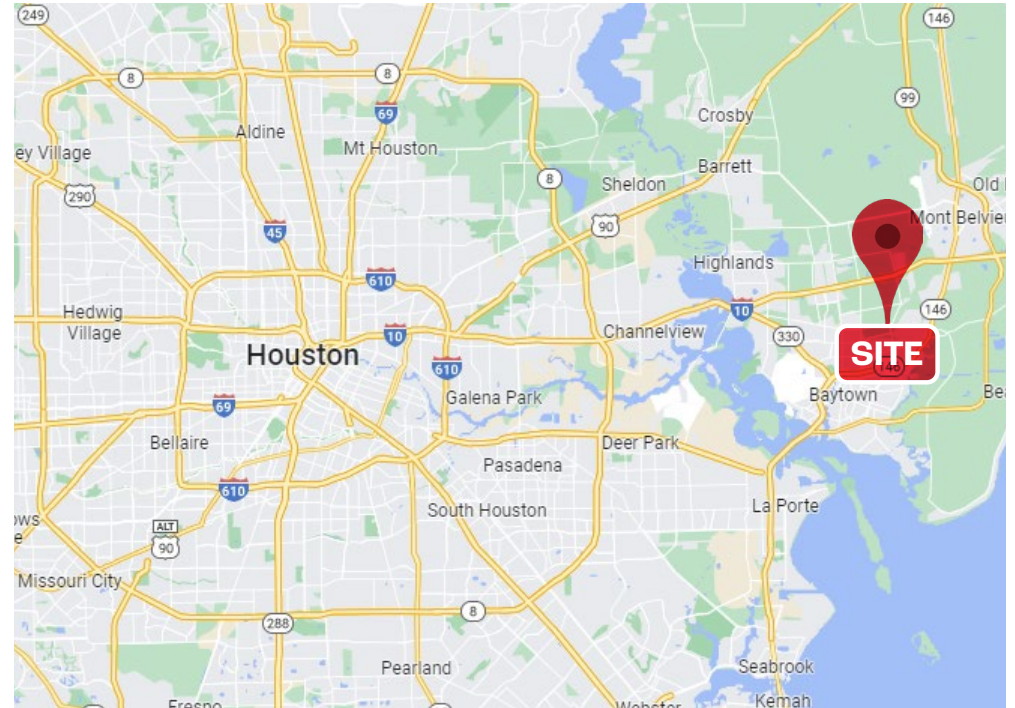 249
146
8
8
99
69
Crosby
Aldine
ey Village
Mt Houston
Barrett
8
Sheldon
Old
290
Mont Belvieu
90
45
Highlands
610
10
146
Hedwig
Village
10
Channelview
330
Houston
SITE
610
146
Galena Park
Baytown
Bea
69
Bellaire
Deer Park
Pasadena
610
La Porte
South Houston
ows
e
ALT
90
Missouri City
8
288
Pearland
Seabrook
Kemah
Fresno
Webster